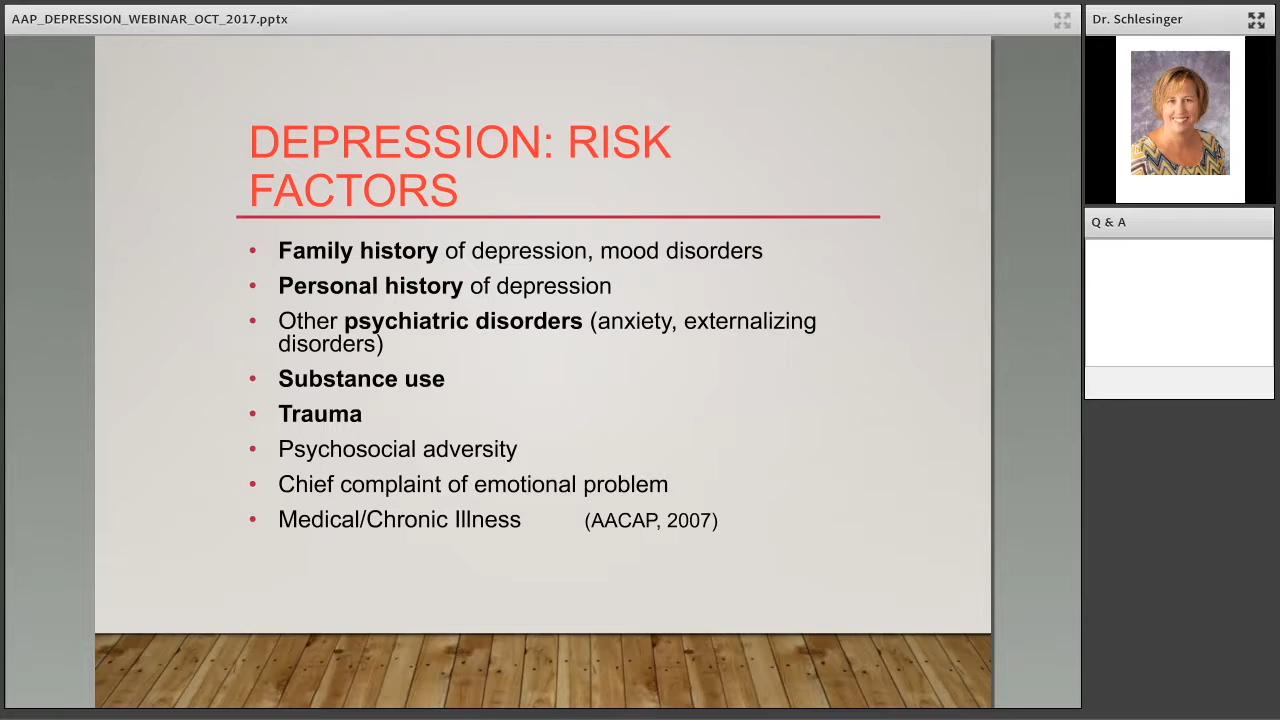 AAP_DEPRESSION_WEBINAR_OCT_2017.pptx
DEPRESSION: RISK
FACTORS
• Family history of depression, mood disorders
• Personal history of depression
• Other psychiatric disorders (anxiety, externalizing
disorders)
• Substance use
• Trauma
• Psychosocial adversity
• Chief complaint of emotional problem
• Medical/Chronic Illness (AACAP, 2007)
Dr. Schlesinger
Q & A